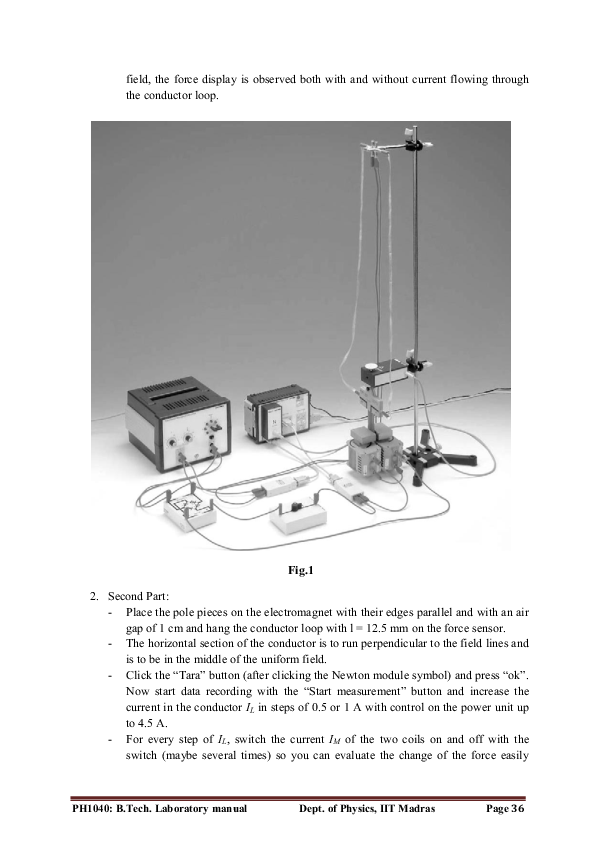 field, the force display is observed both with and without current flowing through
the conductor loop.
Fig.1
2. Second Part:
- Place the pole pieces on the electromagnet with their edges parallel and with an air
gap of 1 cm and hang the conductor loop with l = 12.5 mm on the force sensor.
- The horizontal section of the conductor is to run perpendicular to the field lines and
is to be in the middle of the uniform field.
- Click the “Tara” button (after clicking the Newton module symbol) and press “ok”.
Now start data recording with the “Start measurement” button and increase the
current in the conductor IL in steps of 0.5 or 1 A with control on the power unit up
to 4.5 A.
- For every step of IL, switch the current IM of the two coils on and off with the
switch (maybe several times) so you can evaluate the change of the force easily
PH1040: B.Tech. Laboratory manual Dept. of Physics, IIT Madras Page 36